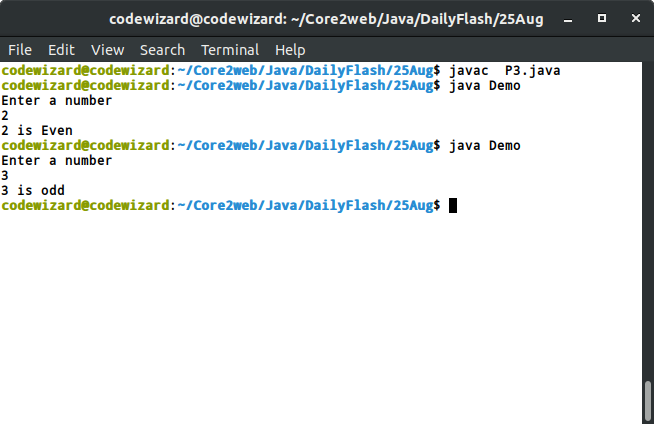 codewizard@codewizard: ~/Core2web/Java/DailyFlash/25Aug
File Edit View Search Terminal Help
codewizard@codewizard:~/Core2web/Java/DailyFlash/25Aug$ javac  P3.java
codewizard@codewizard:~/Core2web/Java/DailyFlash/25Aug$ java Demo
Enter a number
2
2 is Even
codewizard@codewizard:~/Core2web/Java/DailyFlash/25Aug$ java Demo
Enter a number
3
3 is odd
codewizard@codewizard:~/Core2web/Java/DailyFlash/25Aug$